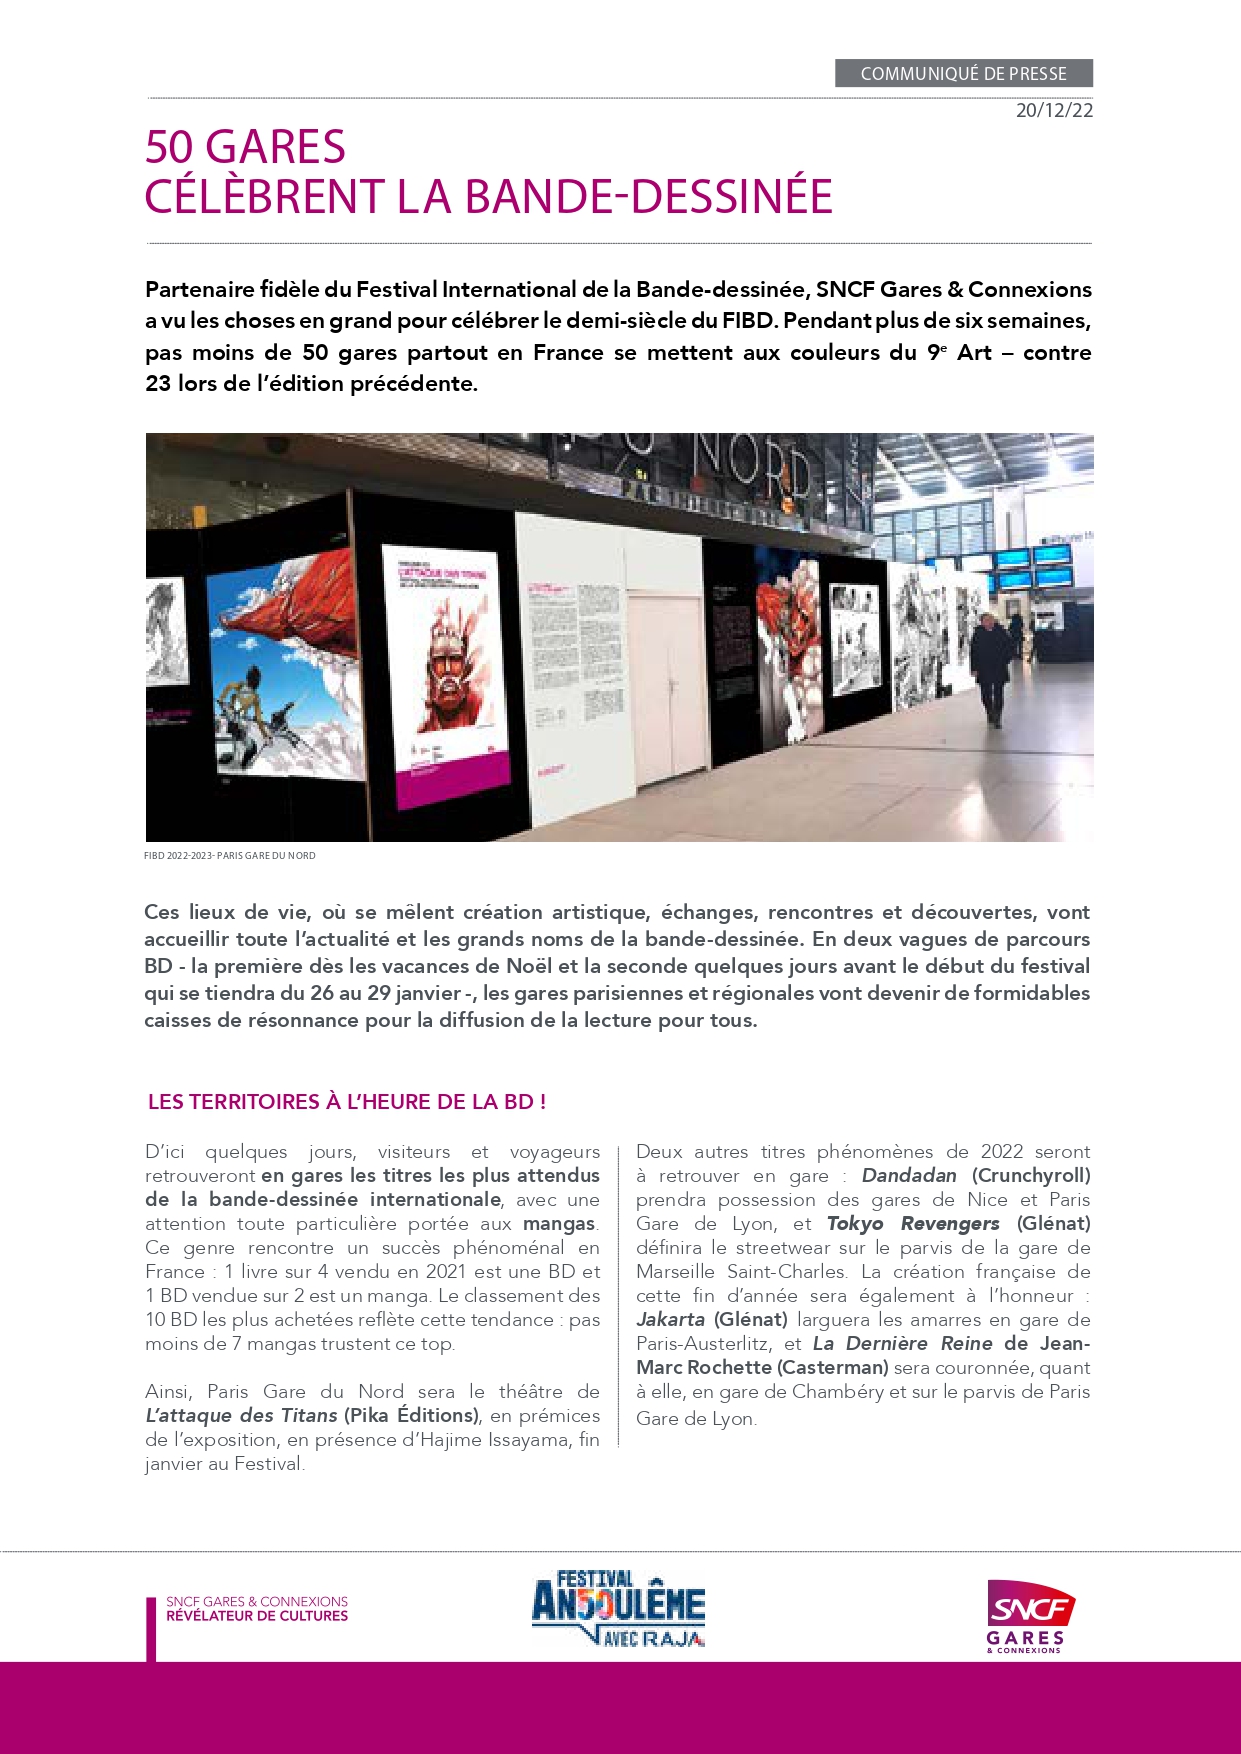 COMMUNIQUÉ DE PRESSE
20/12/22
50 GARES
CÉLÈBRENT LA BANDE-DESSINÉE
Partenaire fidèle du Festival International de la Bande-dessinée, SNCF Gares & Connexions
a vu les choses en grand pour célébrer le demi-siècle du FIBD. Pendant plus de six semaines,
pas moins de 50 gares partout en France se mettent aux couleurs du 9e Art – contre
23 lors de l'édition précédente.
NORD
L'ATTAQUE DES TITANS
FIBD 2022-2023- PARIS GARE DU NORD
Ces lieux de vie, où se mêlent création artistique, échanges, rencontres et découvertes, vont
accueillir toute l'actualité et les grands noms de la bande-dessinée. En deux vagues de parcours
BD - la première dès les vacances de Noël et la seconde quelques jours avant le début du festival
qui se tiendra du 26 au 29 janvier -, les gares parisiennes et régionales vont devenir de formidables
caisses de résonnance pour la diffusion de la lecture pour tous.
LES TERRITOIRES À L'HEURE DE LA BD !
D'ici quelques jours, visiteurs et voyageurs
retrouveront en gares les titres les plus attendus
de la bande-dessinée internationale, avec une
attention toute particulière portée aux mangas.
Ce genre rencontre un succès phénoménal en
France : 1 livre sur 4 vendu en 2021 est une BD et
1 BD vendue sur 2 est un manga. Le classement des
10 BD les plus achetées reflète cette tendance : pas
moins de 7 mangas trustent ce top.
Ainsi, Paris Gare du Nord sera le théâtre de
L'attaque des Titans (Pika Éditions), en prémices
de l'exposition, en présence d'Hajime Issayama, fin
janvier au Festival.
Deux autres titres phénomènes de 2022 seront
à retrouver en gare : Dandadan (Crunchyroll)
prendra possession des gares de Nice et Paris
Gare de Lyon, et Tokyo Revengers (Glénat)
définira le streetwear sur le parvis de la gare de
Marseille Saint-Charles. La création française de
cette fin d'année sera également à l'honneur :
Jakarta (Glénat) larguera les amarres en gare de
Paris-Austerlitz, et La Dernière Reine de Jean-
Marc Rochette (Casterman) sera couronnée, quant
à elle, en gare de Chambéry et sur le parvis de Paris
Gare de Lyon.
SNCF GARES & CONNEXIONS
RÉVÉLATEUR DE CULTURES
FESTIVAL
AN50ULÊME
AVEC RAJA
SNCF
GARES
& CONNEXIONS